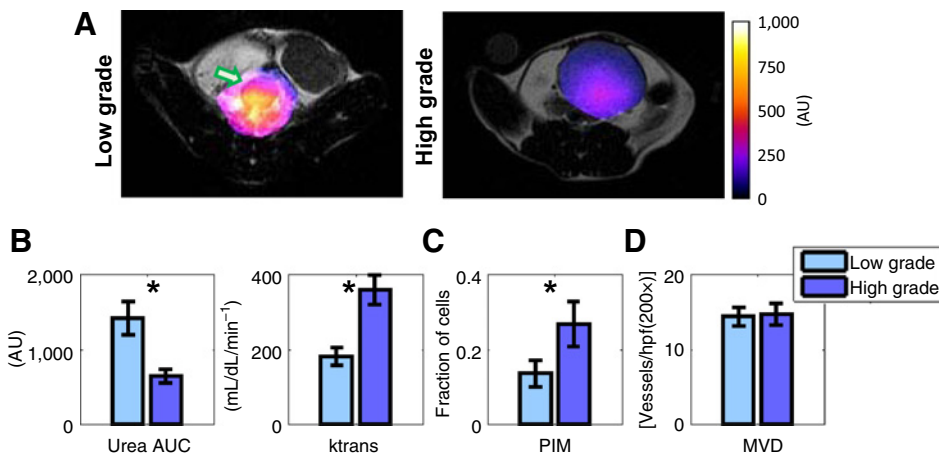 A
Low grade
High grade
1,000
750
500
250
0
(AU)
B
2,000
1,000
0
(AU)
*
Urea AUC
400
200
0
(mL/dL/min⁻¹)
*
ktrans
C
0.4
0.2
0
Fraction of cells
*
PIM
D
20
10
0
[Vessels/hpf(200×)]
MVD
Low grade
High grade